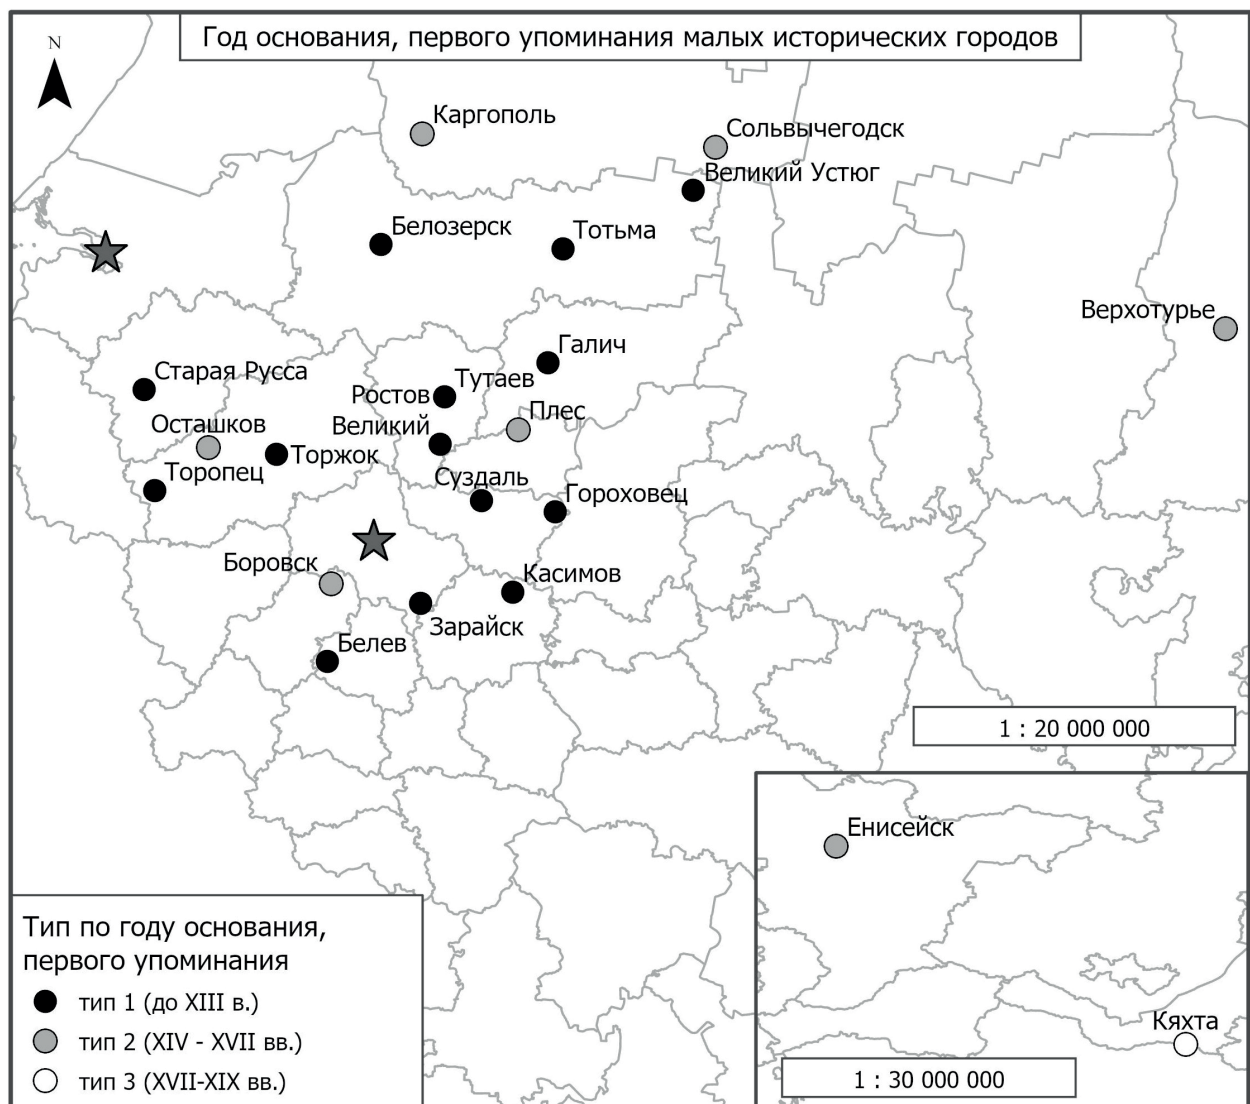 Год основания, первого упоминания малых исторических городов
N
Каргополь
Сольвычегодск
Великий Устюг
Белозерск
Тотьма
Верхотурье
Галич
Старая Русса
Тутаев
Ростов
Великий
Плес
Осташков
Торжок
Торопец
Суздаль
Гороховец
Боровск
Касимов
Зарайск
Белев
1 : 20 000 000
Енисейск
Кяхта
1 : 30 000 000
Тип по году основания,
первого упоминания
тип 1 (до XIII в.)
тип 2 (XIV - XVII вв.)
тип 3 (XVII-XIX вв.)